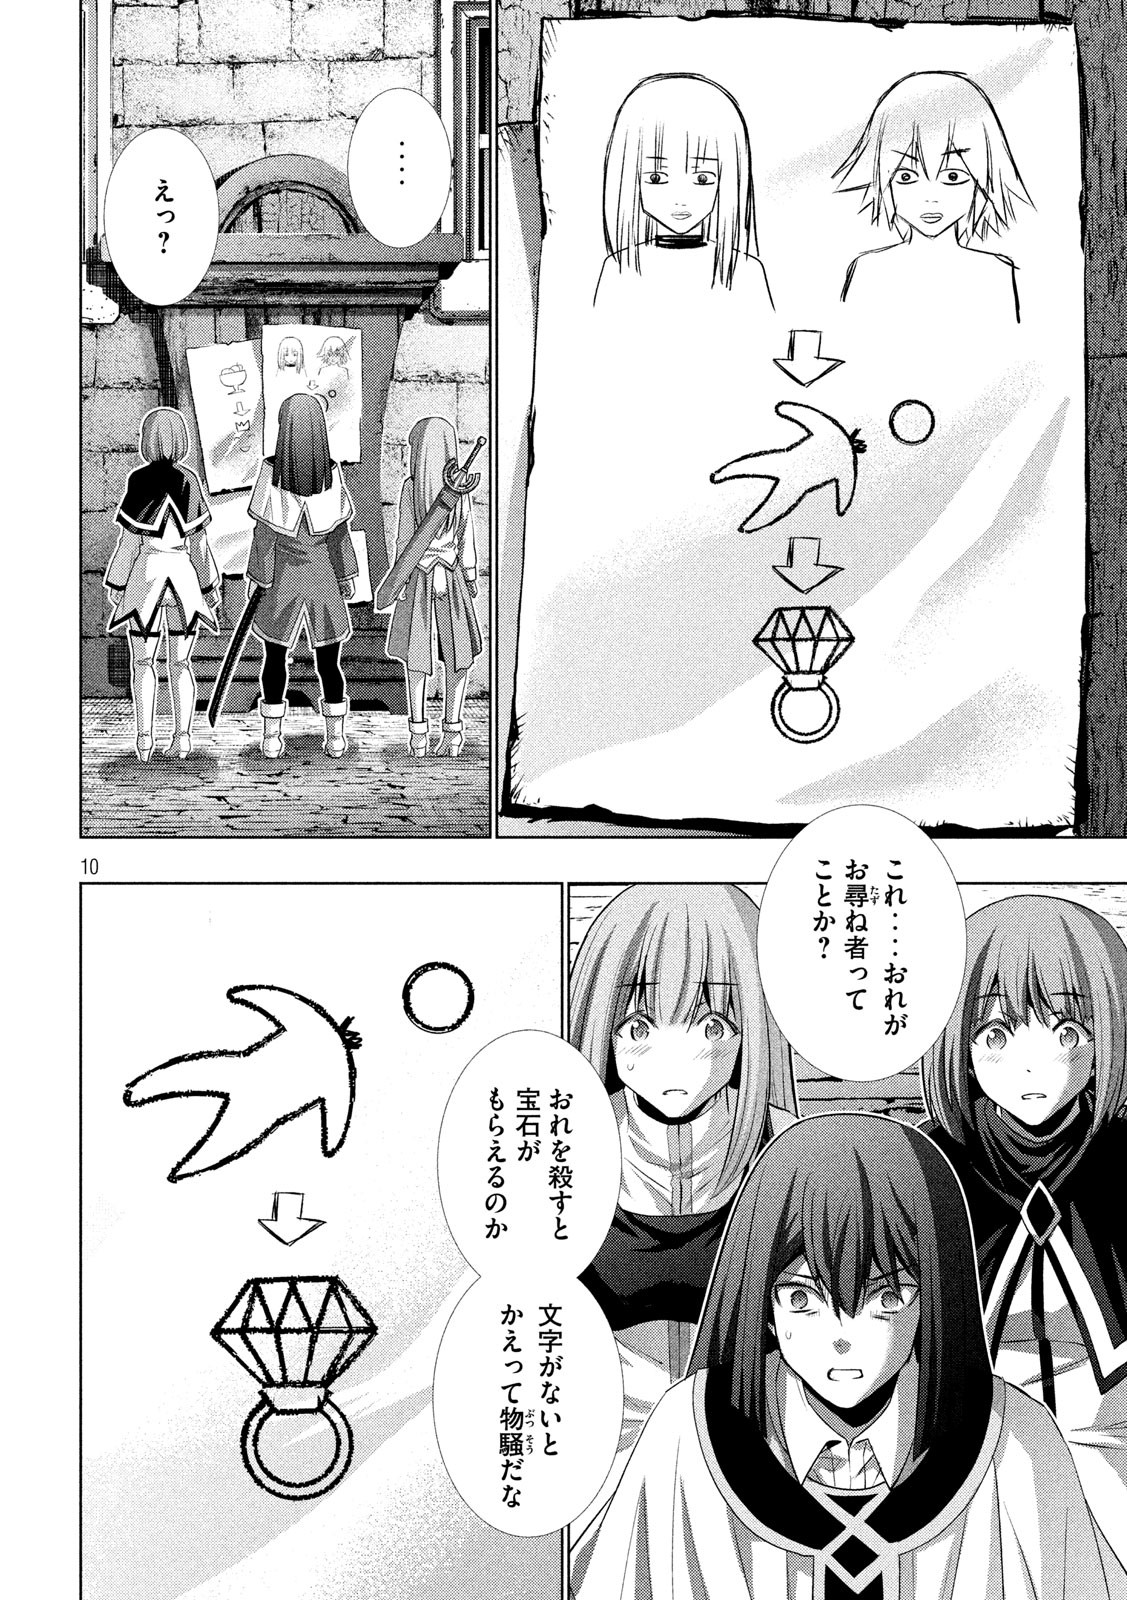 ‥‥
えっ?
これ‥‥おれが
お尋ね者って
ことか?
おれを殺すと
宝石が
もらえるのか
文字がないと
かえって物騒だな
10